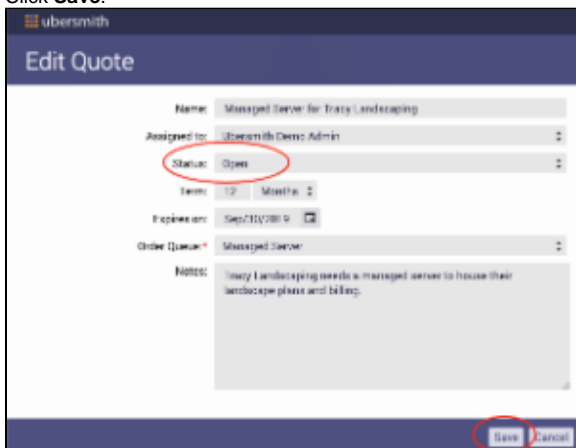 Click Save.
ubersmith
Edit Quote
Name: Managed Server for Tracy Landscaping
Assigned to: Ubersmith Demo Admin
Status: Open
Term: 12 Months
Expires on: Sep/30/2019
Order Queue:* Managed Server
Notes: Tracy Landscaping needs a managed server to house their
landscape plans and billing.
Save Cancel